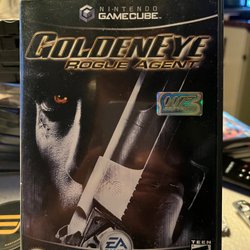 NINTENDO
GAMECUBE
GOLDENEYE
ROGUE AGENT
EA
TEEN